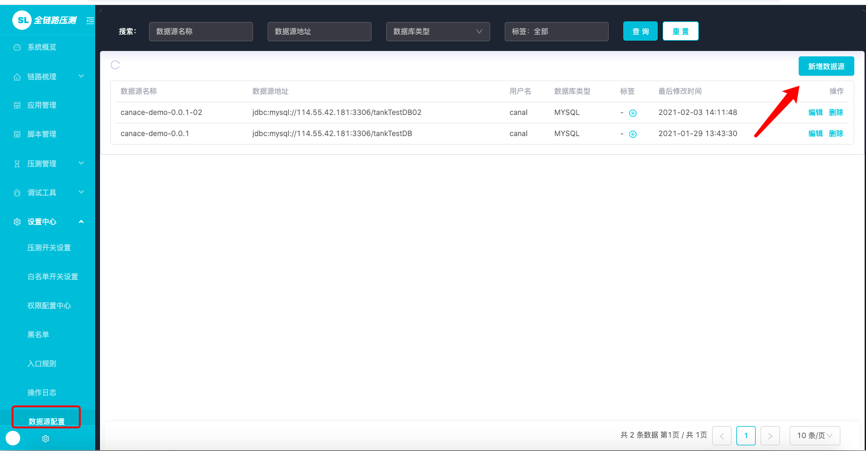 SL 全链路压测
系统概览
链路梳理
应用管理
脚本管理
压测管理
调试工具
设置中心
压测开关设置
白名单开关设置
权限配置中心
黑名单
入口规则
操作日志
数据源配置
搜索: 数据源名称 数据源地址 数据库类型 标签: 全部 查 询 重 置
新增数据源
数据源名称 数据源地址 用户名 数据库类型 标签 最后修改时间 操作
canace-demo-0.0.1-02 jdbc:mysql://114.55.42.181:3306/tankTestDB02 canal MYSQL - 2021-02-03 14:11:48 编辑 删除
canace-demo-0.0.1 jdbc:mysql://114.55.42.181:3306/tankTestDB canal MYSQL - 2021-01-29 13:43:30 编辑 删除
共 2 条数据 第1页 / 共 1页 < 1 > 10 条/页